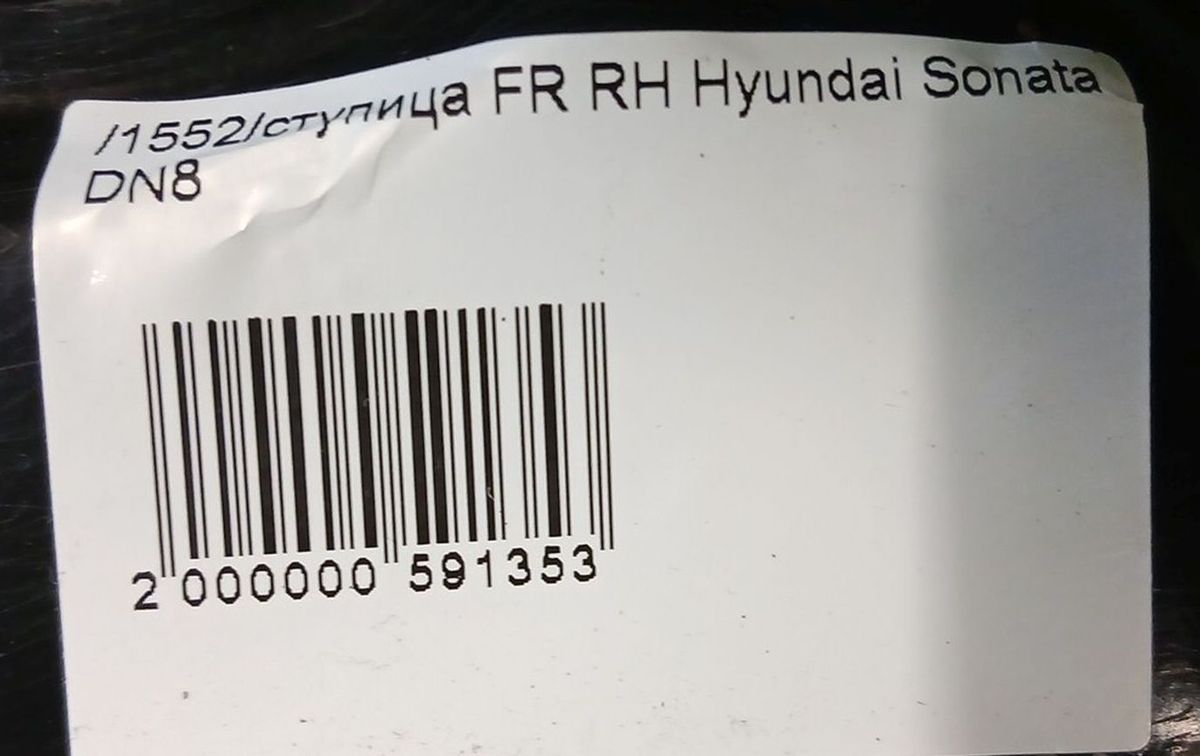 /1552/ступица FR RH Hyundai Sonata
DN8
2 000000 591353